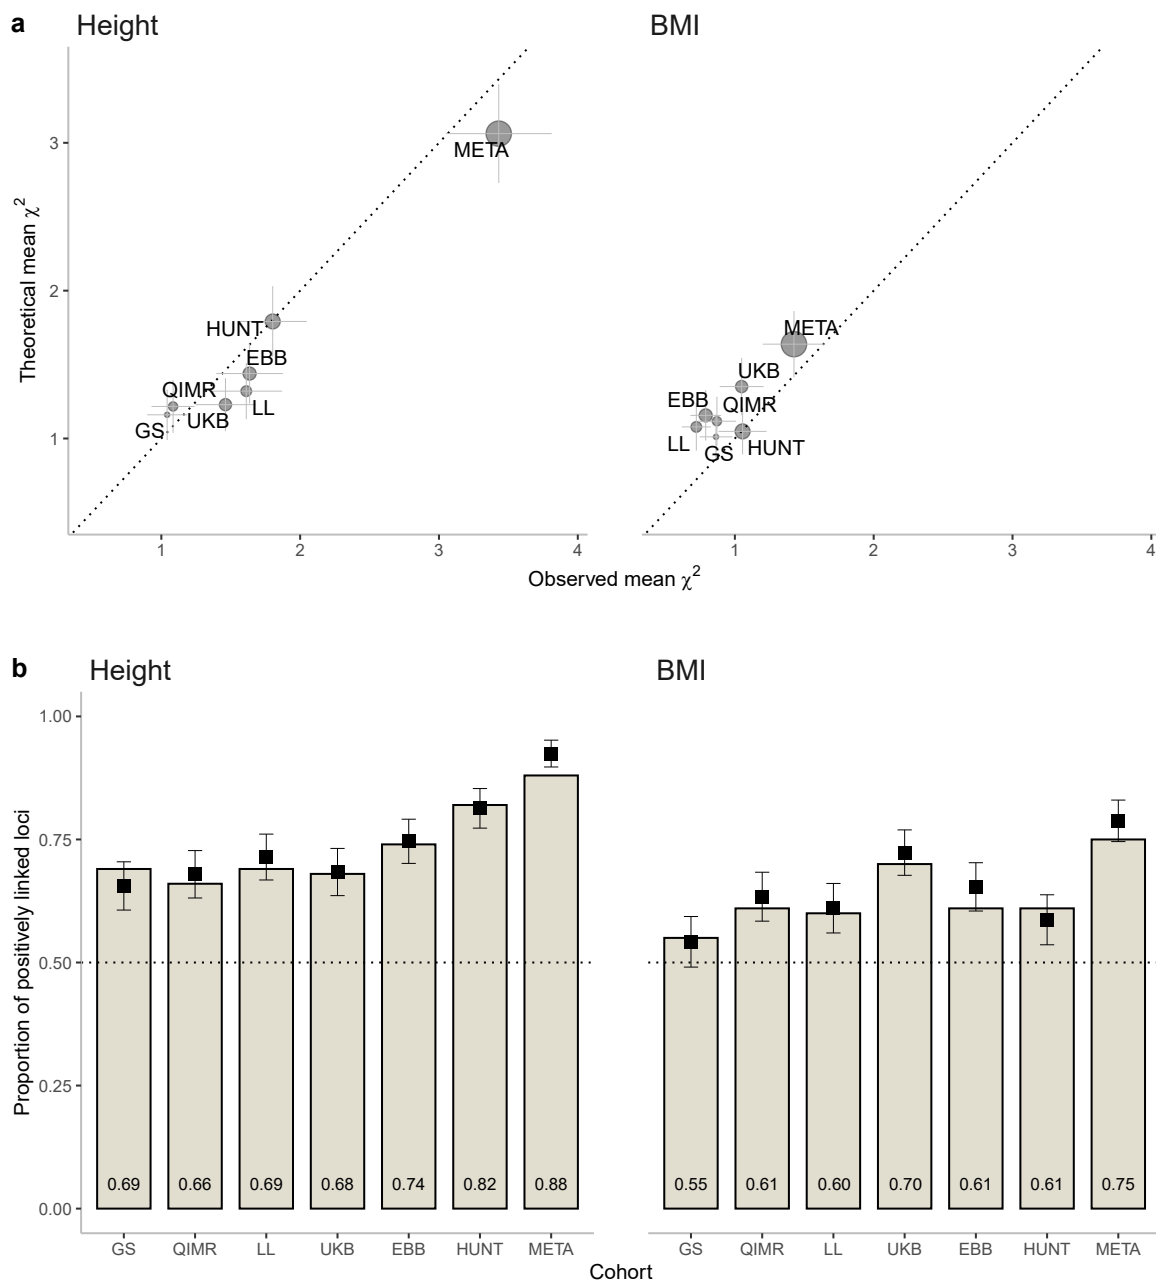 a
Height
BMI
Theoretical mean χ2
3
2
1
META
HUNT
EBB
QIMR
LL
UKB
GS
META
UKB
EBB
QIMR
LL
GS
HUNT
1 2 3 4
1 2 3 4
Observed mean χ2
b
Height
BMI
Proportion of positively linked loci
1.00
0.75
0.50
0.25
0.00
0.69 0.66 0.69 0.68 0.74 0.82 0.88
0.55 0.61 0.60 0.70 0.61 0.61 0.75
GS QIMR LL UKB EBB HUNT META
GS QIMR LL UKB EBB HUNT META
Cohort